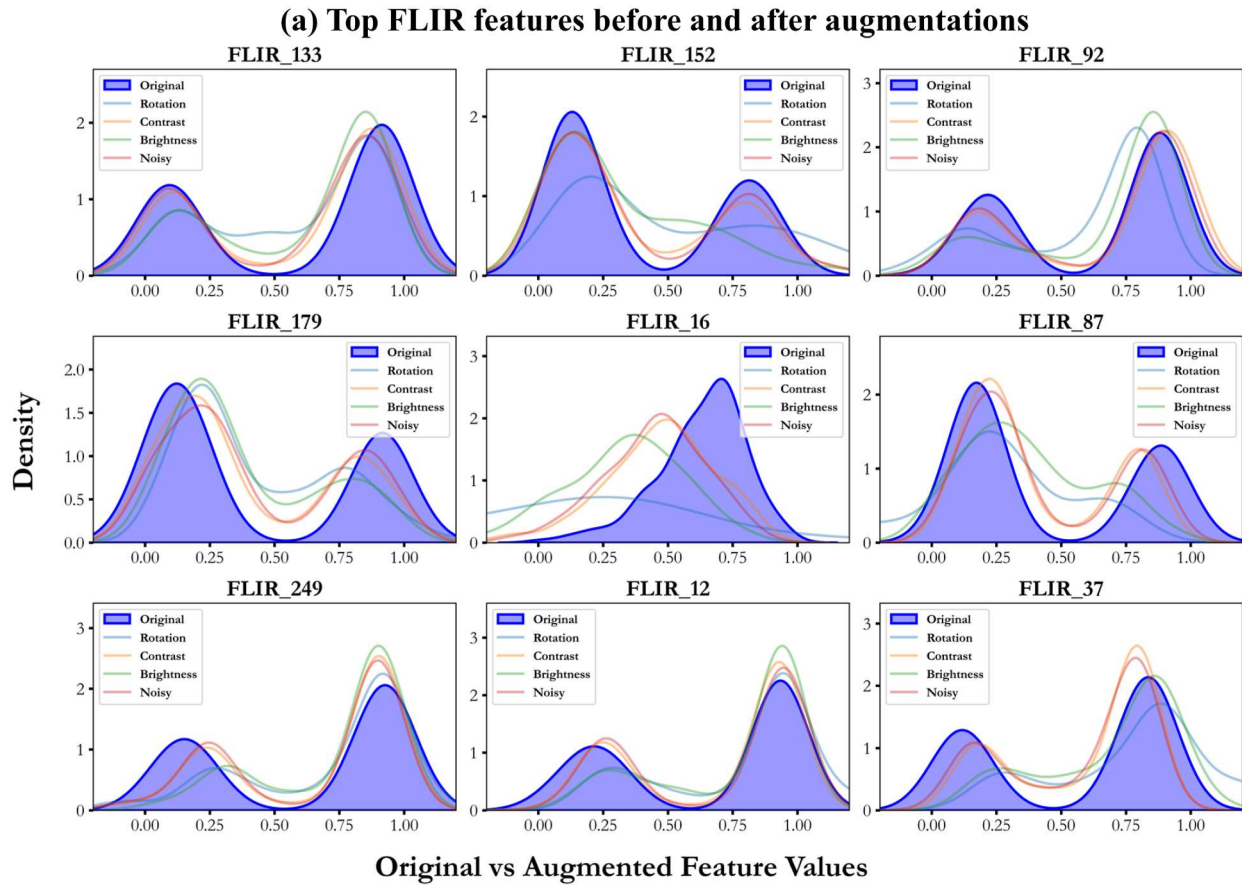 (a) Top FLIR features before and after augmentations
FLIR_133
Original
Rotation
Contrast
Brightness
Noisy
2
1
0
0.00 0.25 0.50 0.75 1.00
FLIR_152
Original
Rotation
Contrast
Brightness
Noisy
2
1
0
0.00 0.25 0.50 0.75 1.00
FLIR_92
Original
Rotation
Contrast
Brightness
Noisy
3
2
1
0
0.00 0.25 0.50 0.75 1.00
Density
FLIR_179
Original
Rotation
Contrast
Brightness
Noisy
2.0
1.5
1.0
0.5
0.0
0.00 0.25 0.50 0.75 1.00
FLIR_16
Original
Rotation
Contrast
Brightness
Noisy
3
2
1
0
0.00 0.25 0.50 0.75 1.00
FLIR_87
Original
Rotation
Contrast
Brightness
Noisy
2
1
0
0.00 0.25 0.50 0.75 1.00
FLIR_249
Original
Rotation
Contrast
Brightness
Noisy
3
2
1
0
0.00 0.25 0.50 0.75 1.00
FLIR_12
Original
Rotation
Contrast
Brightness
Noisy
3
2
1
0
0.00 0.25 0.50 0.75 1.00
FLIR_37
Original
Rotation
Contrast
Brightness
Noisy
3
2
1
0
0.00 0.25 0.50 0.75 1.00
Original vs Augmented Feature Values